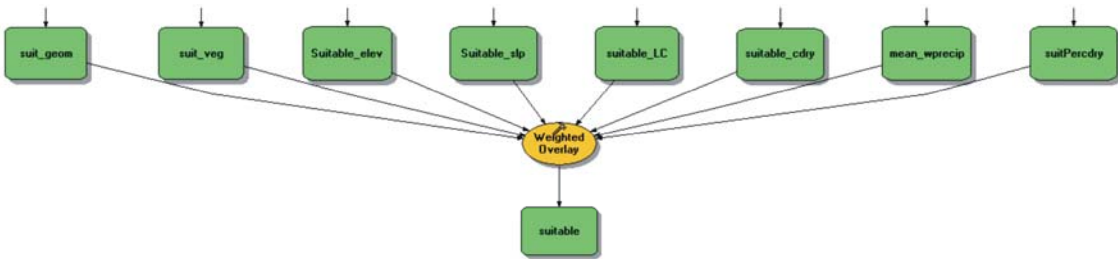 suit_geom
suit_veg
Suitable_elev
Suitable_slp
suitable_LC
suitable_cdry
mean_wprecip
suitPercdry
Weighted
Overlay
suitable